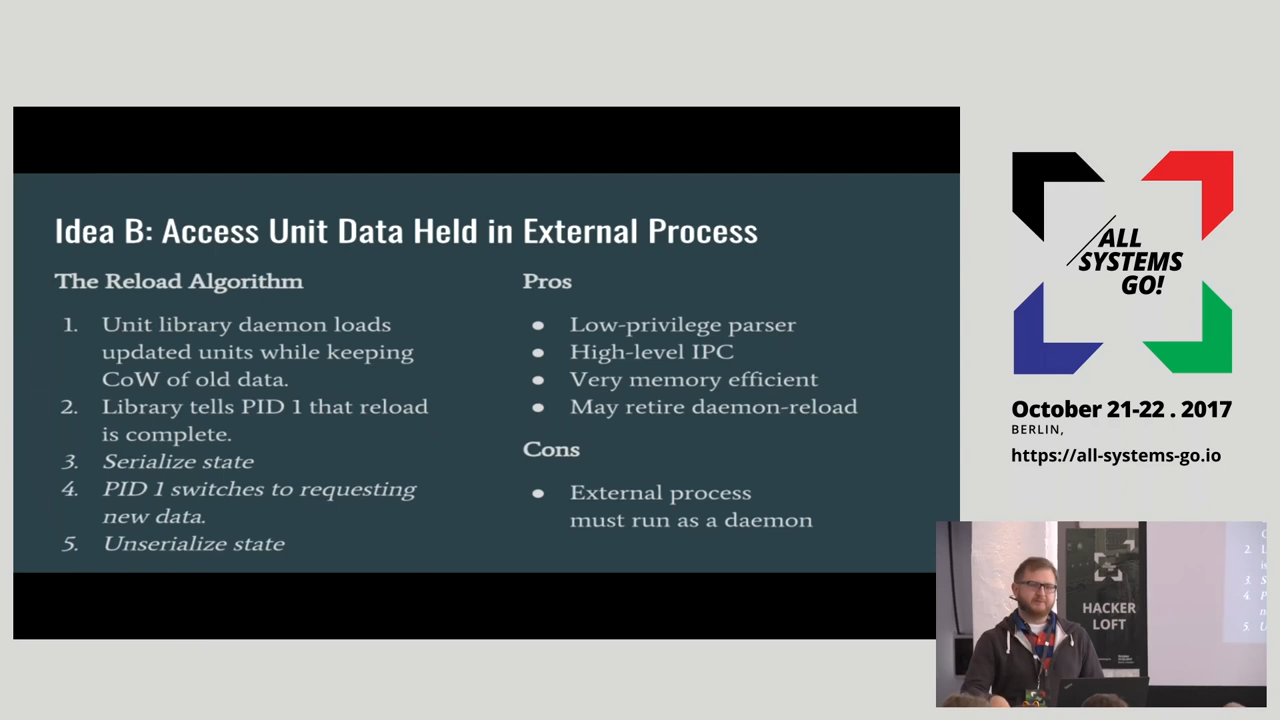 Idea B: Access Unit Data Held in External Process
The Reload Algorithm
1. Unit library daemon loads
updated units while keeping
CoW of old data.
2. Library tells PID 1 that reload
is complete.
3. Serialize state
4. PID 1 switches to requesting
new data.
5. Unserialize state
Pros
● Low-privilege parser
● High-level IPC
● Very memory efficient
● May retire daemon-reload
Cons
● External process
must run as a daemon
ALL
SYSTEMS
GO!
October 21-22 . 2017
BERLIN,
https://all-systems-go.io
HACKER
LOFT
2.
3.
4.
5.